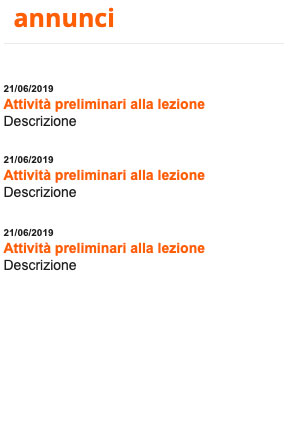 annunci
21/06/2019
Attività preliminari alla lezione
Descrizione
21/06/2019
Attività preliminari alla lezione
Descrizione
21/06/2019
Attività preliminari alla lezione
Descrizione